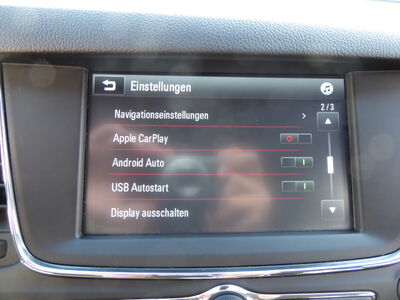 Einstellungen
2/3
Navigationseinstellungen >
Apple CarPlay
Android Auto
USB Autostart
Display ausschalten